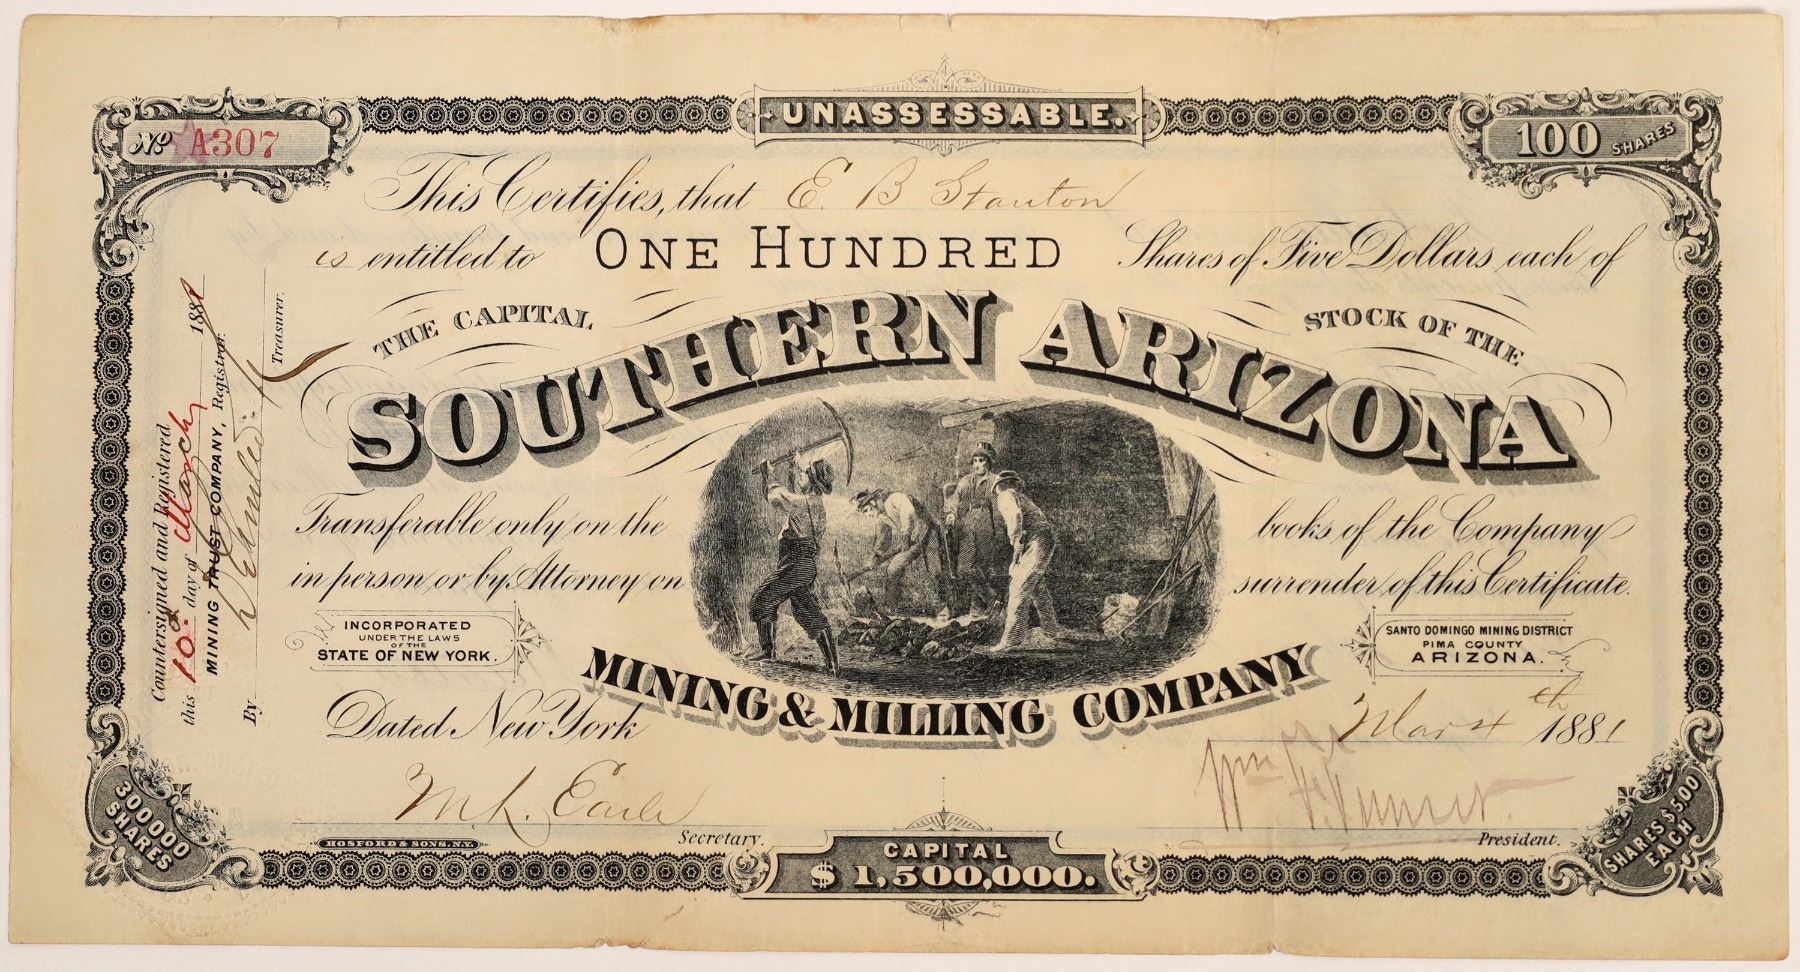 UNASSESSABLE.
No A307
100 SHARES
This Certifies, that E. B Stanton
is entitled to ONE HUNDRED Shares of Five Dollars each of
THE CAPITAL STOCK OF THE
SOUTHERN ARIZONA
Transferable only on the books of the Company
in person or by Attorney on surrender of this Certificate.
INCORPORATED
UNDER THE LAWS
OF THE
STATE OF NEW YORK.
SANTO DOMINGO MINING DISTRICT
PIMA COUNTY
ARIZONA.
MINING & MILLING COMPANY
Dated New York Mar 4th 1881
M. L. Earle
Secretary.
Wm
President.
HOSFORD & SONS. N.Y.
CAPITAL
$1,500,000.
300000
SHARES
SHARES $5.00
EACH
Countersigned and Registered
this 10th day of March 1881
MINING TRUST COMPANY, Registrar.
By Treasurer.